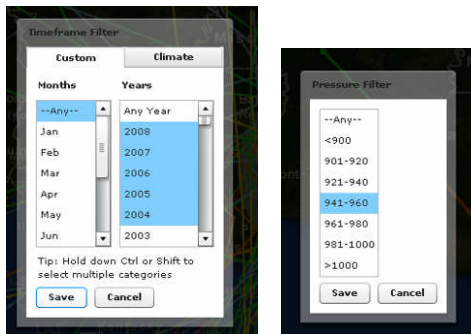 Timeframe Filter
Custom Climate
Months Years
--Any-- Any Year
Jan 2008
Feb 2007
Mar 2006
Apr 2005
May 2004
Jun 2003
Tip: Hold down Ctrl or Shift to
select multiple categories
Save Cancel
Pressure Filter
--Any--
<900
901-920
921-940
941-960
961-980
981-1000
>1000
Save Cancel